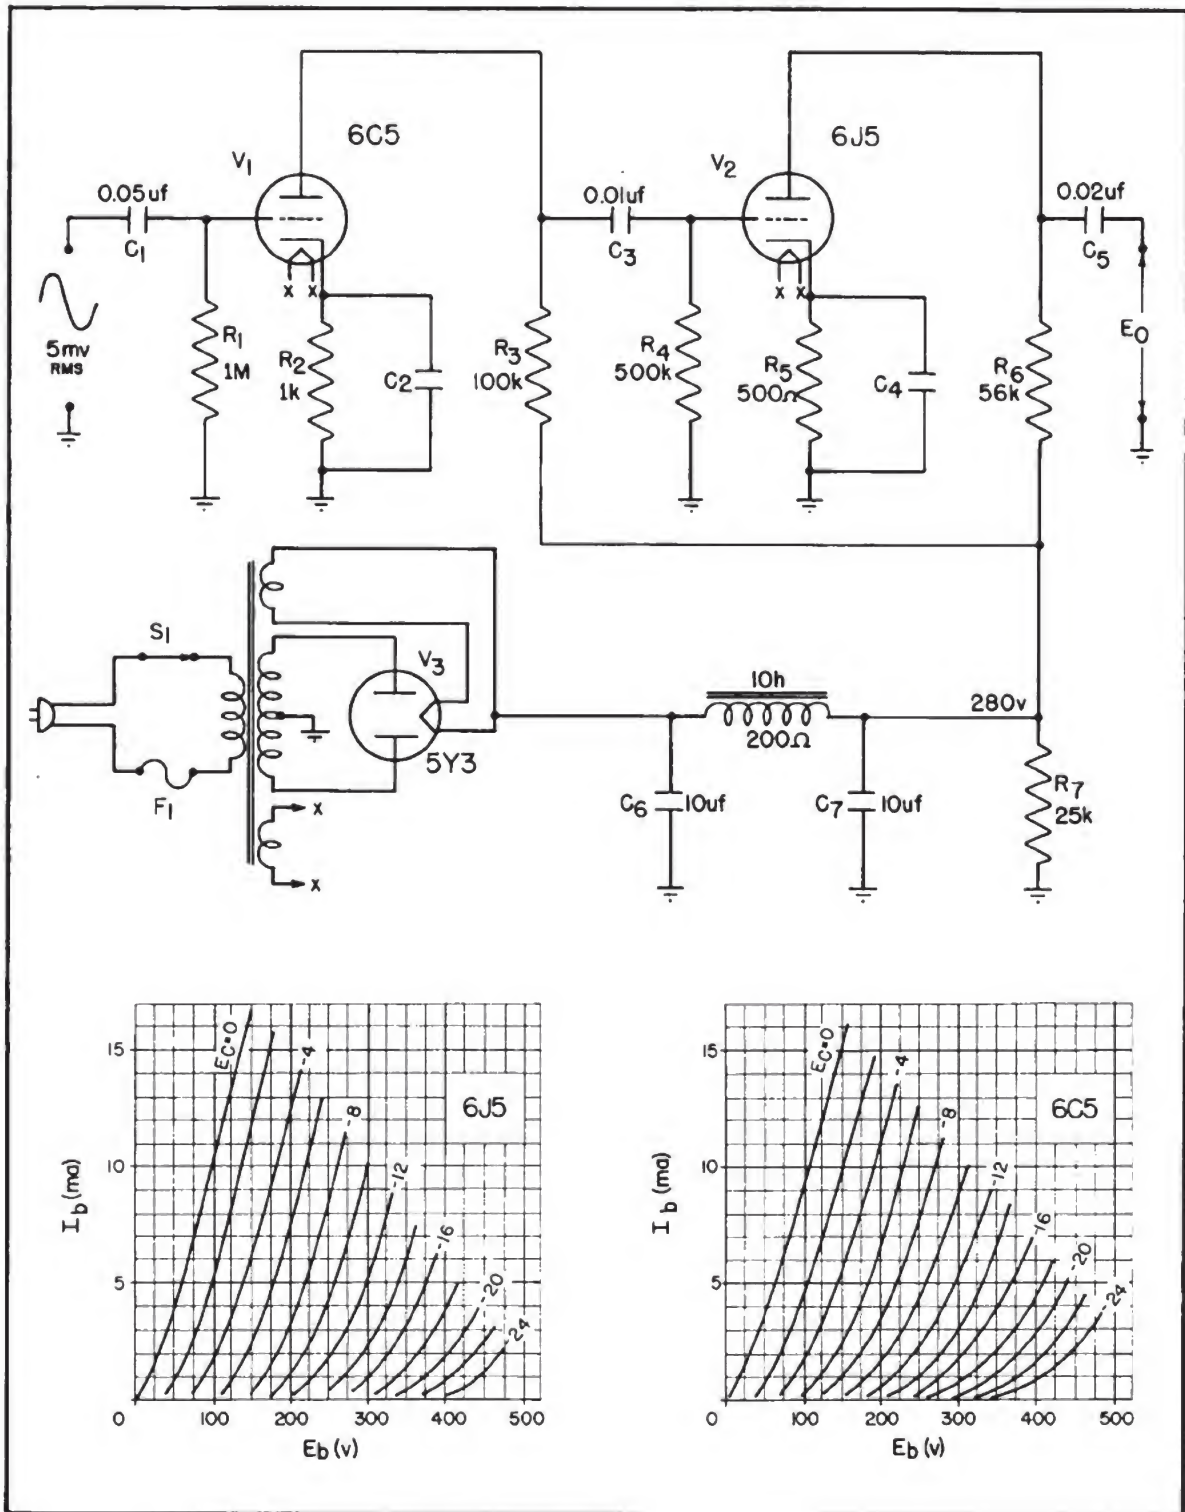 6C5
6J5
V1
V2
0.05uf
C1
0.01uf
C3
0.02uf
C5
X X
X X
5mv
RMS
R1
1M
R2
1k
C2
R3
100k
R4
500k
R5
500Ω
C4
R6
56k
EO
S1
F1
V3
5Y3
X
X
10h
200Ω
280v
C6
10uf
C7
10uf
R7
25k
EC=0
-4
-8
-12
-16
-20
-24
6J5
15
10
5
0
100
200
300
400
500
Ib (ma)
Eb (v)
EC=0
-4
-8
-12
-16
-20
-24
6C5
15
10
5
0
100
200
300
400
500
Ib (ma)
Eb (v)